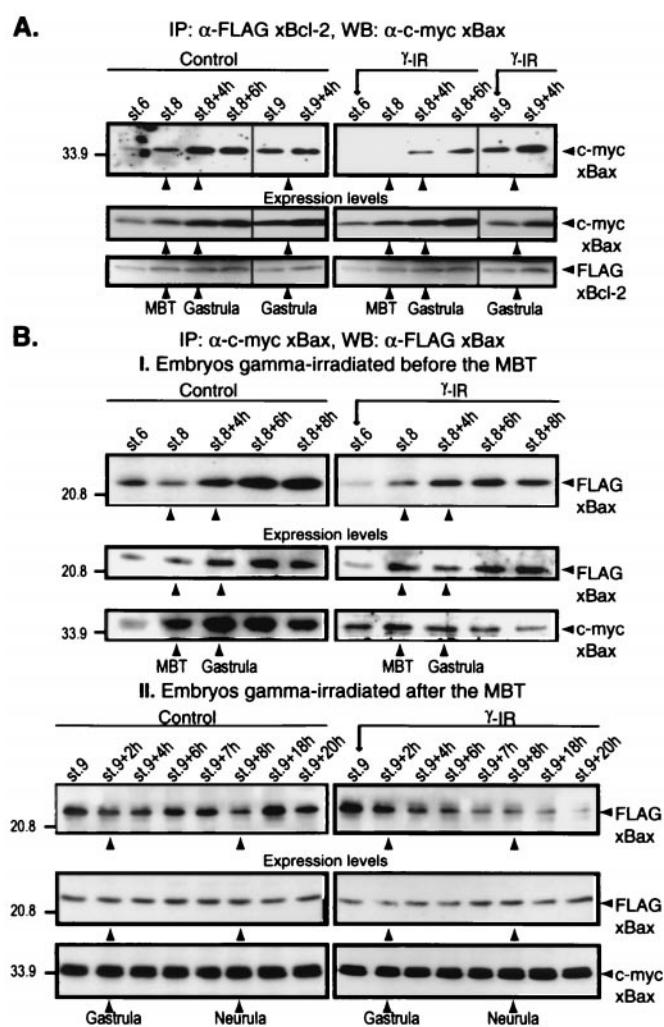 A.
IP: α-FLAG xBcl-2, WB: α-c-myc xBax
Control γ-IR γ-IR
st.6 st.8 st.8+4h st.8+6h st.9 st.9+4h st.6 st.8 st.8+4h st.8+6h st.9 st.9+4h
33.9
c-myc
xBax
Expression levels
c-myc
xBax
FLAG
xBcl-2
MBT Gastrula Gastrula MBT Gastrula Gastrula
B.
IP: α-c-myc xBax, WB: α-FLAG xBax
I. Embryos gamma-irradiated before the MBT
Control γ-IR
st.6 st.8 st.8+4h st.8+6h st.8+8h st.6 st.8 st.8+4h st.8+6h st.8+8h
20.8
FLAG
xBax
Expression levels
20.8
FLAG
xBax
33.9
c-myc
xBax
MBT Gastrula MBT Gastrula
II. Embryos gamma-irradiated after the MBT
Control γ-IR
st.9 st.9+2h st.9+4h st.9+6h st.9+7h st.9+8h st.9+18h st.9+20h st.9 st.9+2h st.9+4h st.9+6h st.9+7h st.9+8h st.9+18h st.9+20h
20.8
FLAG
xBax
Expression levels
20.8
FLAG
xBax
33.9
c-myc
xBax
Gastrula Neurula Gastrula Neurula